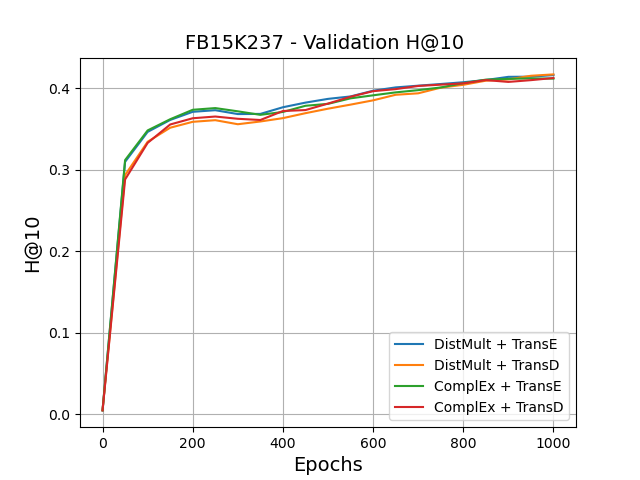 FB15K237 - Validation H@10
H@10
0.4
0.3
0.2
0.1
0.0
0
200
400
600
800
1000
Epochs
DistMult + TransE
DistMult + TransD
ComplEx + TransE
ComplEx + TransD